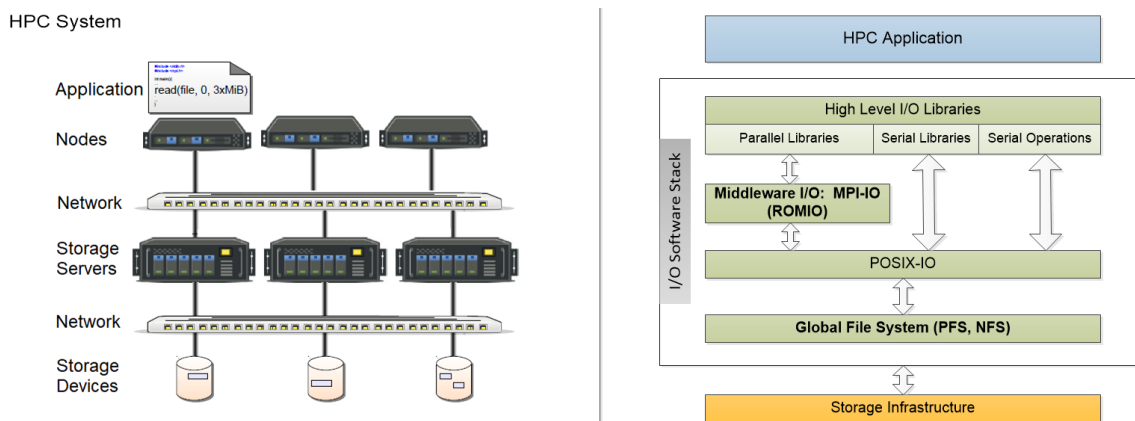 HPC System
Application
read(file, 0, 3xMiB)
Nodes
Network
Storage
Servers
Network
Storage
Devices
HPC Application
I/O Software Stack
High Level I/O Libraries
Parallel Libraries
Serial Libraries
Serial Operations
Middleware I/O: MPI-IO
(ROMIO)
POSIX-IO
Global File System (PFS, NFS)
Storage Infrastructure